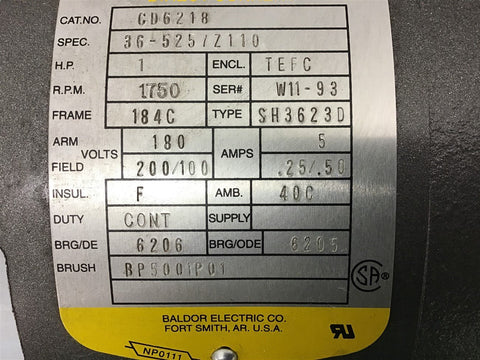 CAT.NO. CD6218
SPEC. 36-5257Z110
H.P. 1 ENCL. TEFC
R.P.M. 1750 SER# W11-93
FRAME 184C TYPE SH3623D
ARM 180 5
VOLTS AMPS
FIELD 200/100 .25/.50
INSUL. F AMB. 40C
DUTY CONT SUPPLY
BRG/DE 6206 BRG/ODE 6205
BRUSH BP5001P01
SA ®
BALDOR ELECTRIC CO.
FORT SMITH, AR. U.S.A.
NP0111